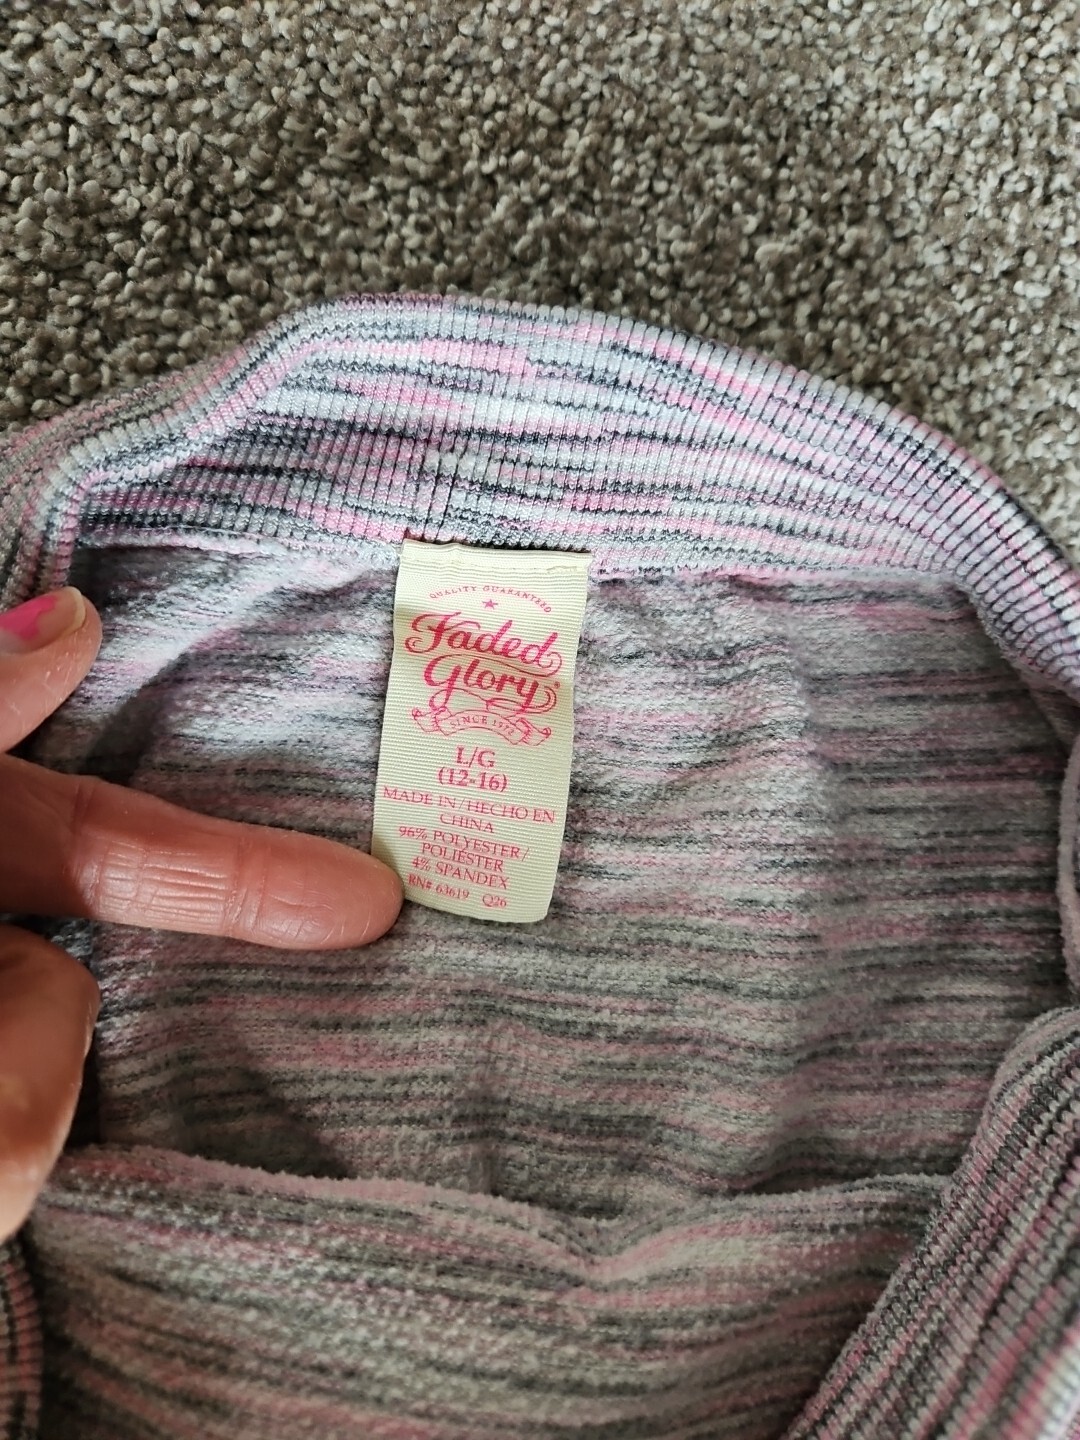 QUALITY GUARANTEED
Faded
Glory®
SINCE 1972
L/G
(12-16)
MADE IN/HECHO EN
CHINA
96% POLYESTER/
POLIÉSTER
4% SPANDEX
RN# 63619 Q26